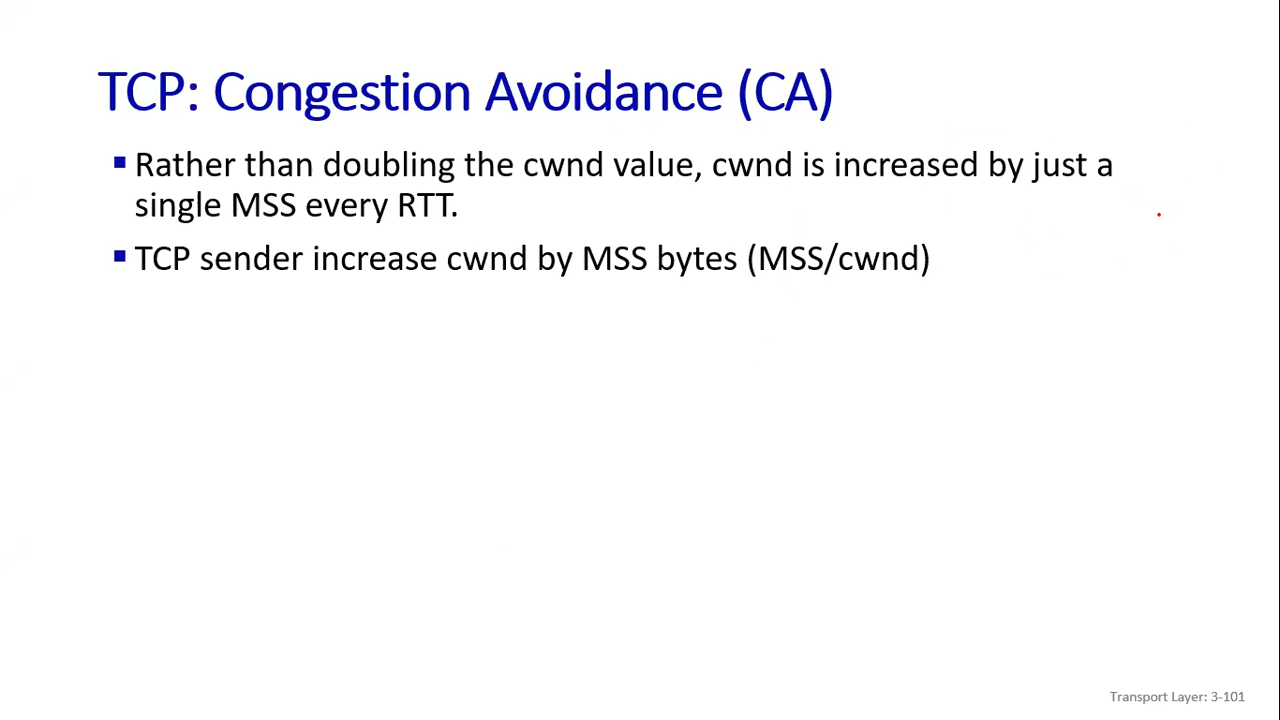 TCP: Congestion Avoidance (CA)
▪ Rather than doubling the cwnd value, cwnd is increased by just a
single MSS every RTT.
▪ TCP sender increase cwnd by MSS bytes (MSS/cwnd)
Transport Layer: 3-101